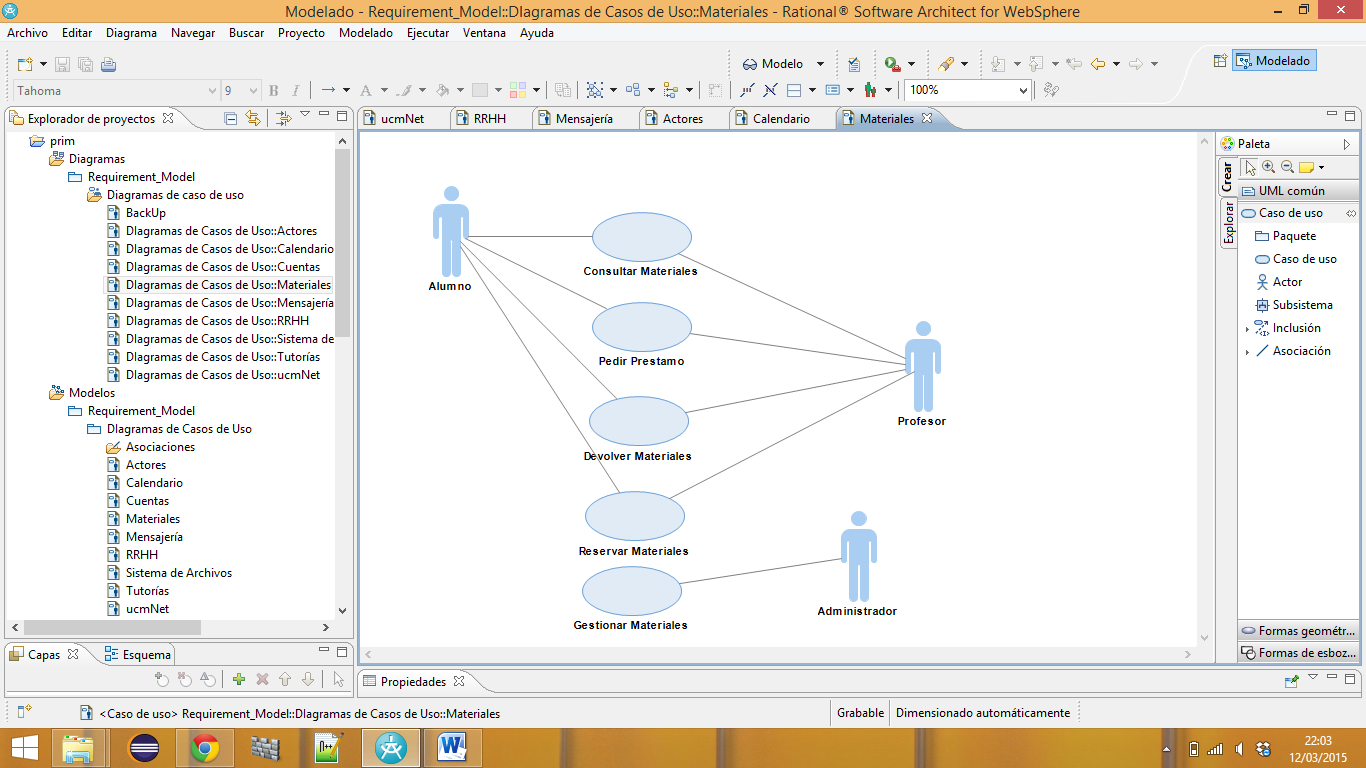 Modelado - Requirement_Model::DIagramas de Casos de Uso::Materiales - Rational® Software Architect for WebSphere
Archivo Editar Diagrama Navegar Buscar Proyecto Modelado Ejecutar Ventana Ayuda
Modelo
Modelado
Tahoma 9 B I A 100%
Explorador de proyectos
prim
Diagramas
Requirement_Model
Diagramas de caso de uso
BackUp
DIagramas de Casos de Uso::Actores
DIagramas de Casos de Uso::Calendario
DIagramas de Casos de Uso::Cuentas
DIagramas de Casos de Uso::Materiales
DIagramas de Casos de Uso::Mensajería
DIagramas de Casos de Uso::RRHH
DIagramas de Casos de Uso::Sistema de
DIagramas de Casos de Uso::Tutorías
DIagramas de Casos de Uso::ucmNet
Modelos
Requirement_Model
DIagramas de Casos de Uso
Asociaciones
Actores
Calendario
Cuentas
Materiales
Mensajería
RRHH
Sistema de Archivos
Tutorías
ucmNet
Capas Esquema
ucmNet RRHH Mensajería Actores Calendario Materiales
Alumno
Consultar Materiales
Pedir Prestamo
Devolver Materiales
Reservar Materiales
Gestionar Materiales
Profesor
Administrador
Paleta
Crear
Explorar
UML común
Caso de uso
Paquete
Caso de uso
Actor
Subsistema
Inclusión
Asociación
Formas geométr...
Formas de esboz...
Propiedades
<Caso de uso> Requirement_Model::DIagramas de Casos de Uso::Materiales
Grabable
Dimensionado automáticamente
22:03
12/03/2015